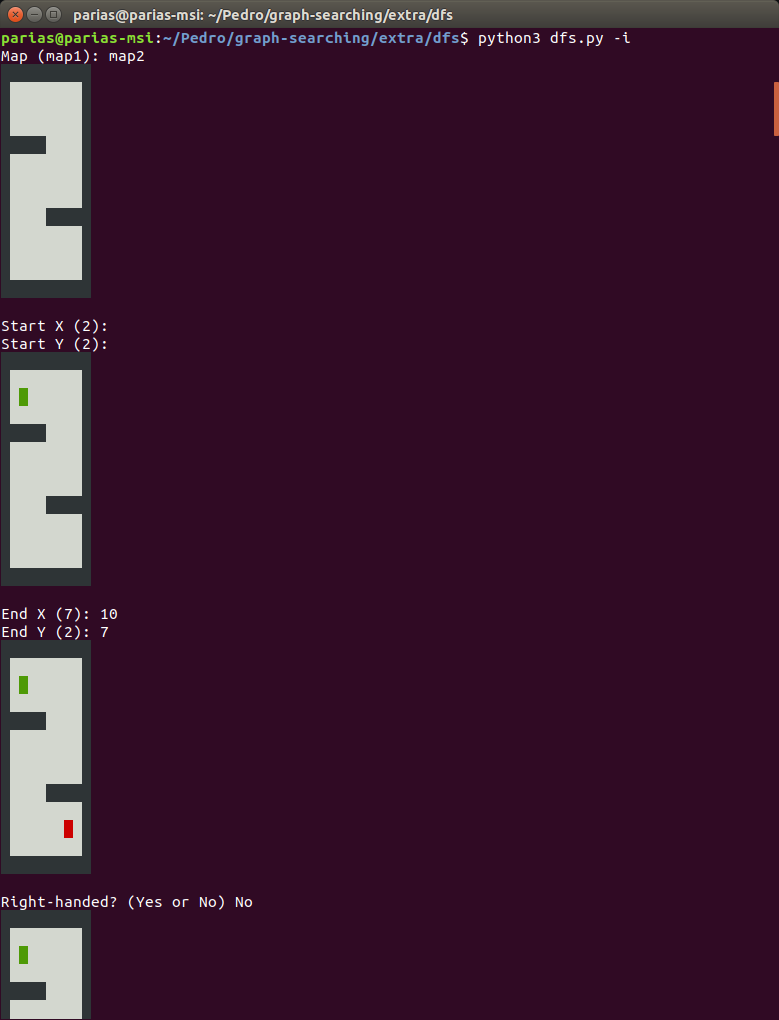 parias@parias-msi: ~/Pedro/graph-searching/extra/dfs
parias@parias-msi:~/Pedro/graph-searching/extra/dfs$ python3 dfs.py -i
Map (map1): map2
Start X (2):
Start Y (2):
End X (7): 10
End Y (2): 7
Right-handed? (Yes or No) No